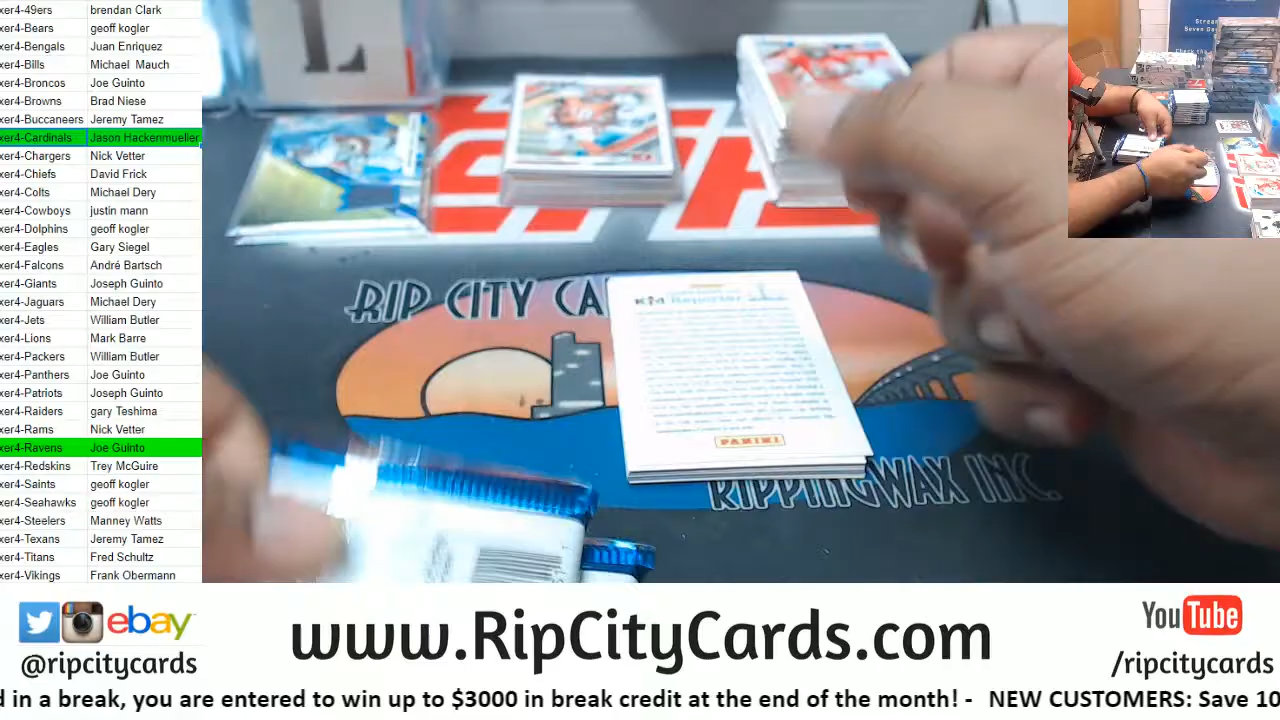 xer4-49ers brendan Clark
xer4-Bears geoff kogler
xer4-Bengals Juan Enriquez
xer4-Bills Michael Mauch
xer4-Broncos Joe Guinto
xer4-Browns Brad Niese
xer4-Buccaneers Jeremy Tamez
xer4-Cardinals Jason Hackenmueller
xer4-Chargers Nick Vetter
xer4-Chiefs David Frick
xer4-Colts Michael Dery
xer4-Cowboys justin mann
xer4-Dolphins geoff kogler
xer4-Eagles Gary Siegel
xer4-Falcons André Bartsch
xer4-Giants Joseph Guinto
xer4-Jaguars Michael Dery
xer4-Jets William Butler
xer4-Lions Mark Barre
xer4-Packers William Butler
xer4-Panthers Joe Guinto
xer4-Patriots Joseph Guinto
xer4-Raiders gary Teshima
xer4-Rams Nick Vetter
xer4-Ravens Joe Guinto
xer4-Redskins Trey McGuire
xer4-Saints geoff kogler
xer4-Seahawks geoff kogler
xer4-Steelers Manney Watts
xer4-Texans Jeremy Tamez
xer4-Titans Fred Schultz
xer4-Vikings Frank Obermann
RIP CITY CA
Kid Reporter
PANINI
RIPPINGWAX INC.
Stream
Seven Da
Check the
ebay
@ripcitycards
www.RipCityCards.com
YouTube
/ripcitycards
d in a break, you are entered to win up to $3000 in break credit at the end of the month! - NEW CUSTOMERS: Save 10